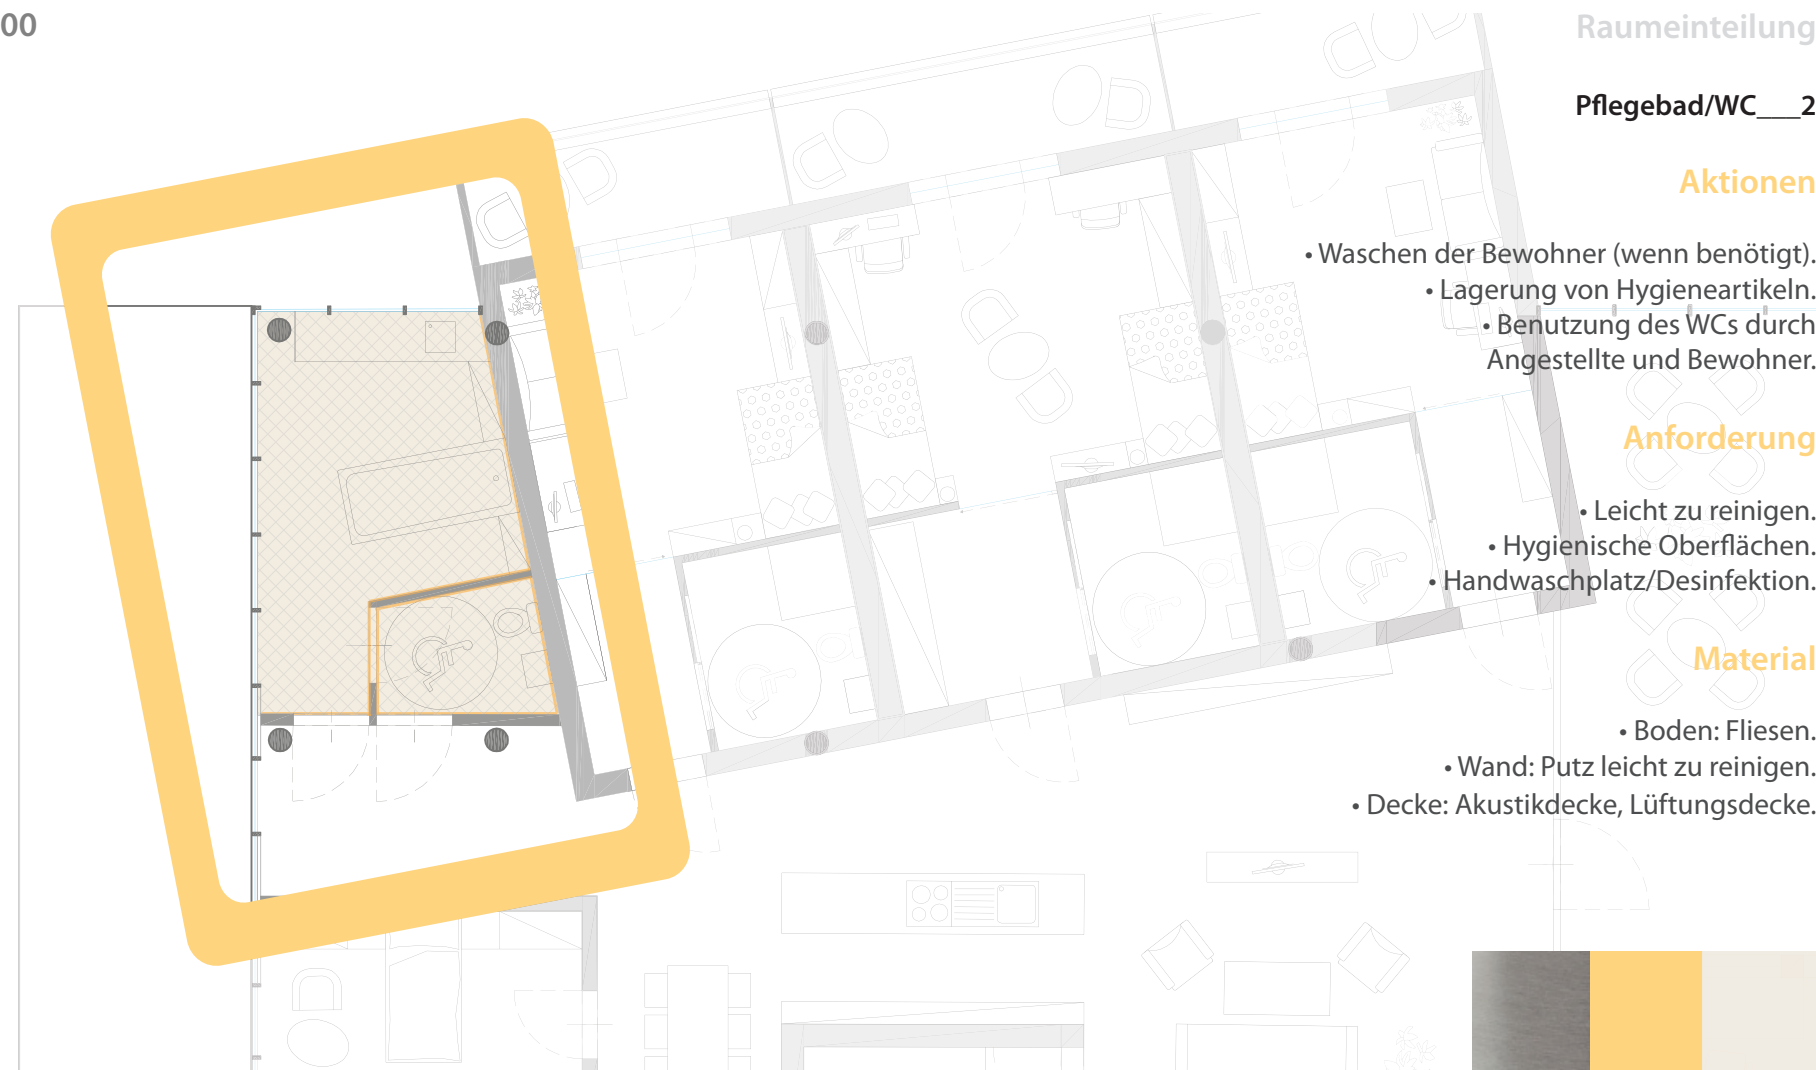 00
Raumeinteilung
Pflegebad/WC___2
Aktionen
• Waschen der Bewohner (wenn benötigt).
• Lagerung von Hygieneartikeln.
• Benutzung des WCs durch
Angestellte und Bewohner.
Anforderung
• Leicht zu reinigen.
• Hygienische Oberflächen.
• Handwaschplatz/Desinfektion.
Material
• Boden: Fliesen.
• Wand: Putz leicht zu reinigen.
• Decke: Akustikdecke, Lüftungsdecke.